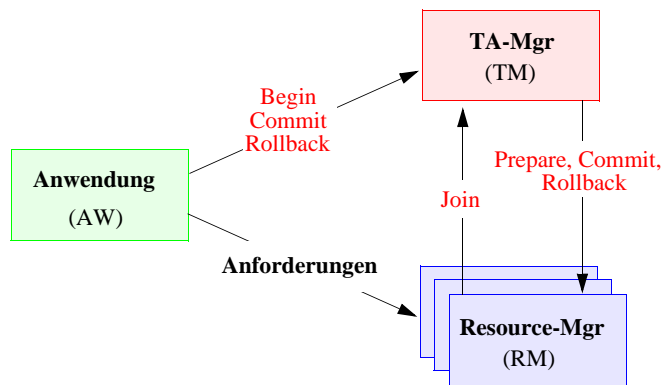 TA-Mgr
(TM)
Begin
Commit
Rollback
Prepare, Commit,
Rollback
Anwendung
(AW)
Join
Anforderungen
Resource-Mgr
(RM)